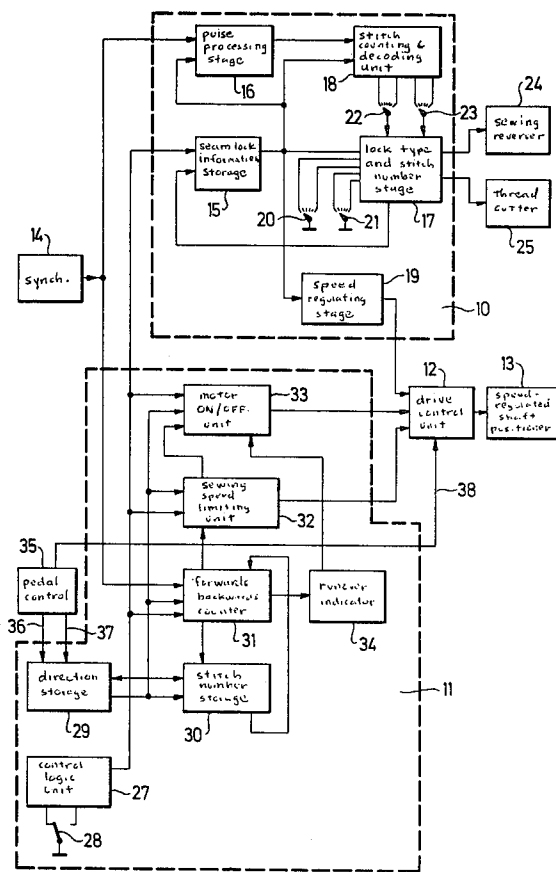 puise
processing
stage
16
stitch
counting &
decoding
unit
18
22
23
24
sewing
reverser
seam lock
information
storage
15
lock type
and stitch
number
stage
17
20
21
thread
cutter
25
14
synch.
19
speed
regulating
stage
10
12
drive
control
unit
13
speed-
regulated
shaft
positioner
33
motor
ON/OFF.
unit
38
sewing
speed
limiting
unit
32
35
pedal
control
36
37
forwards
backwards
counter
31
runover
indicator
34
direction
storage
29
stitch
number
storage
30
11
control
logic
unit
27
28